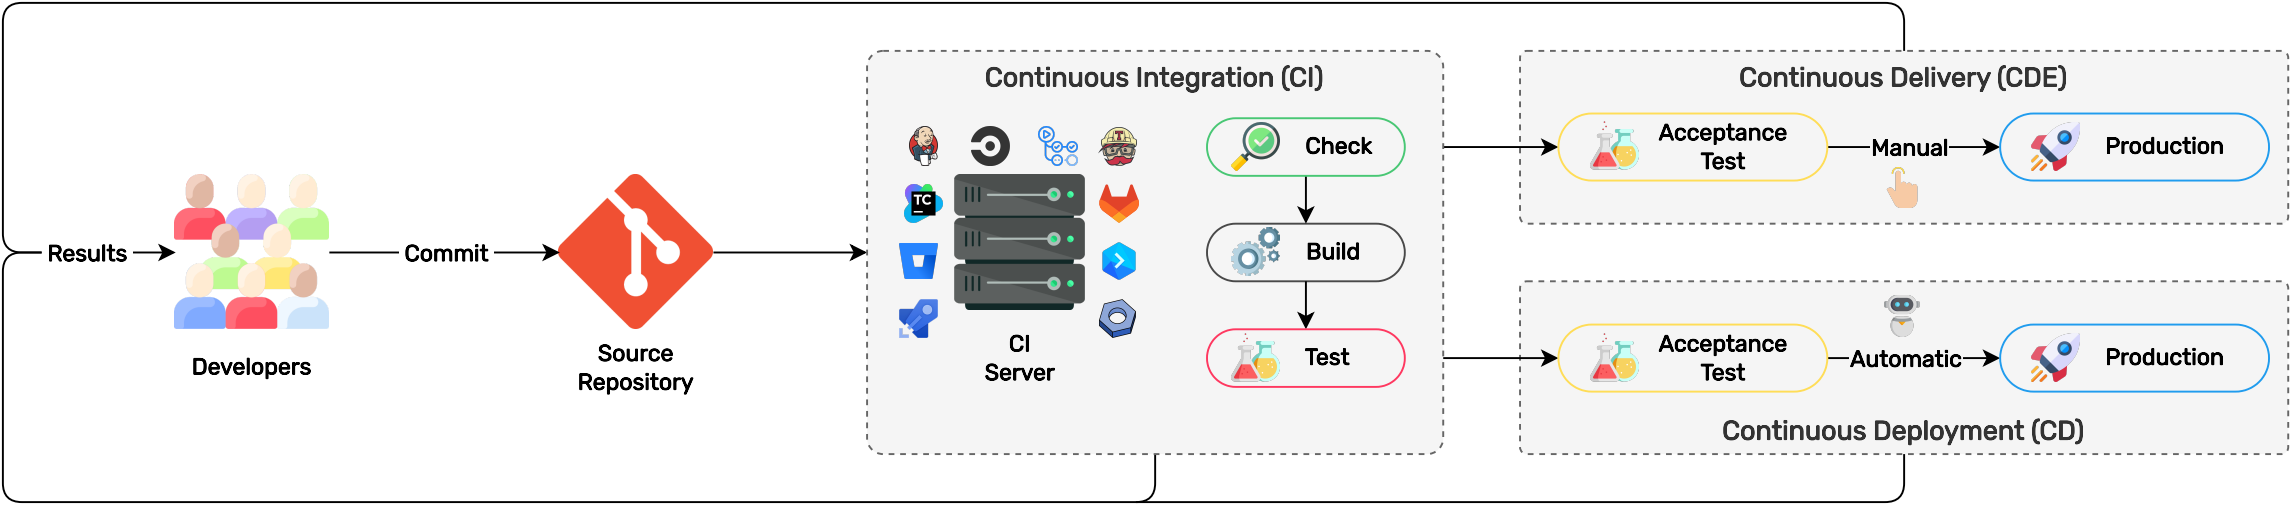 Results
Developers
Commit
Source
Repository
Continuous Integration (CI)
TC
T
CI
Server
Check
Build
Test
Continuous Delivery (CDE)
Acceptance
Test
Manual
Production
Acceptance
Test
Automatic
Production
Continuous Deployment (CD)